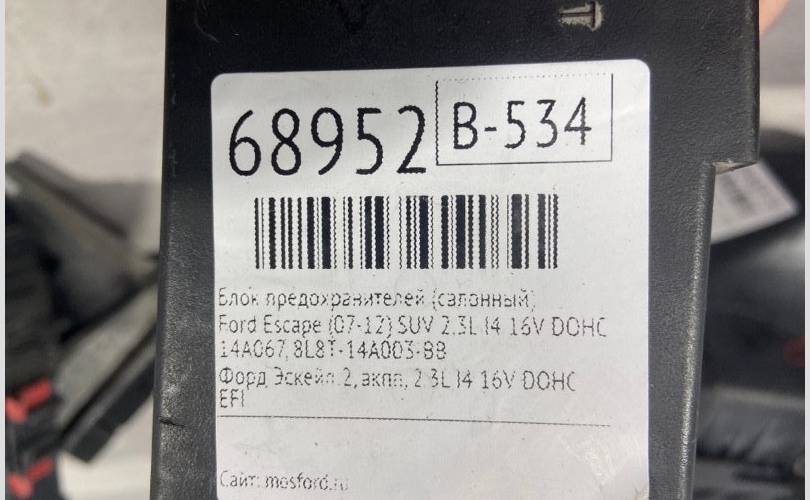 68952
B-534
Блок предохранителей (салонный)
Ford Escape (07-12) SUV 2.3L I4 16V DOHC
14A067, 8L8T-14A003-BB
Форд Эскейп 2, акпп, 2.3L I4 16V DOHC
EFI
Сайт: mosford.ru